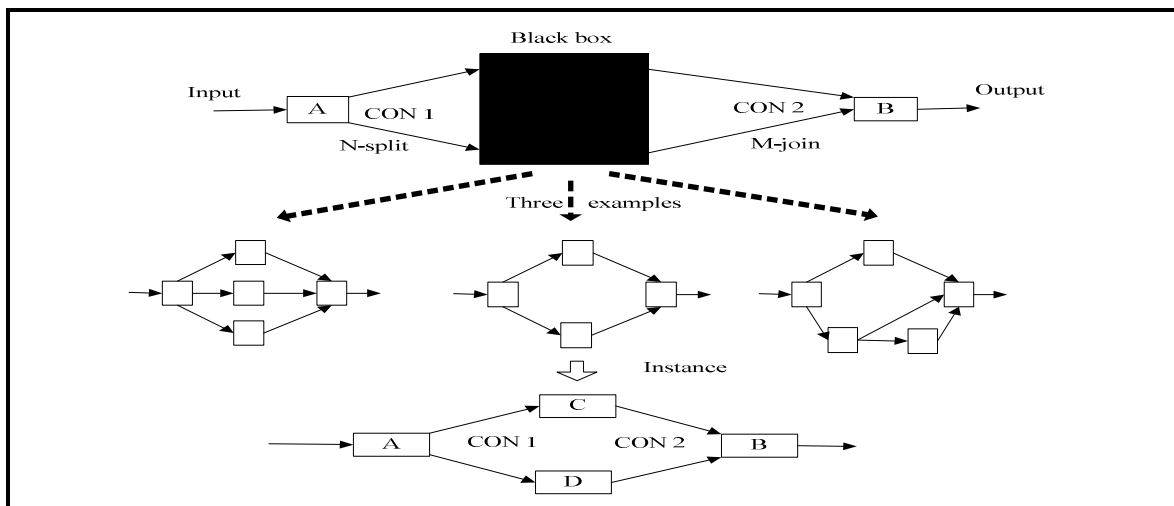 Black box
Input
A
CON 1
N-split
CON 2
M-join
B
Output
Three examples
Instance
A
CON 1
C
D
CON 2
B